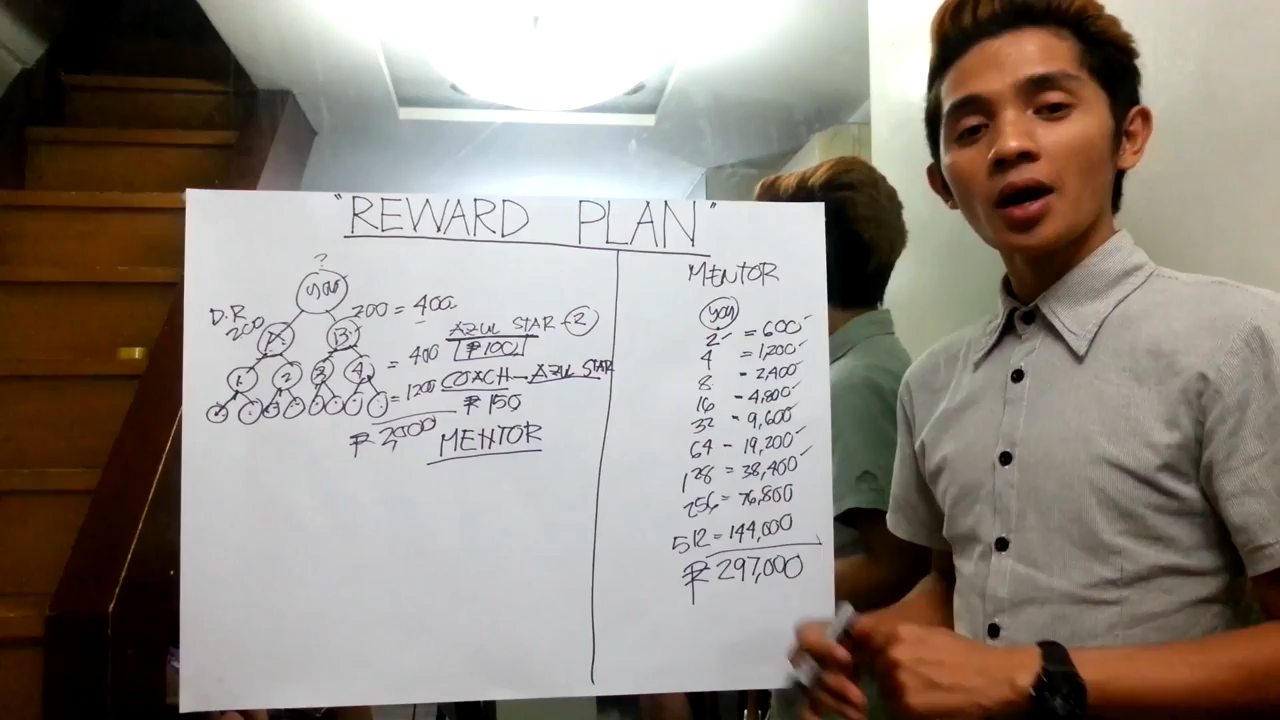 "REWARD PLAN"
?
you
D.R
200
200 = 400
A
B
1
2
3
4
= 400
= 1200
₱ 2,000
AZUL STAR - 2
₱100
COACH - AZUL STAR
₱ 150
MENTOR
MENTOR
you
2 = 600
4 = 1,200
8 - 2,400
16 - 4,800
32 - 9,600
64 - 19,200
128 = 38,400
256 = 76,800
512 = 144,000
₱ 297,000